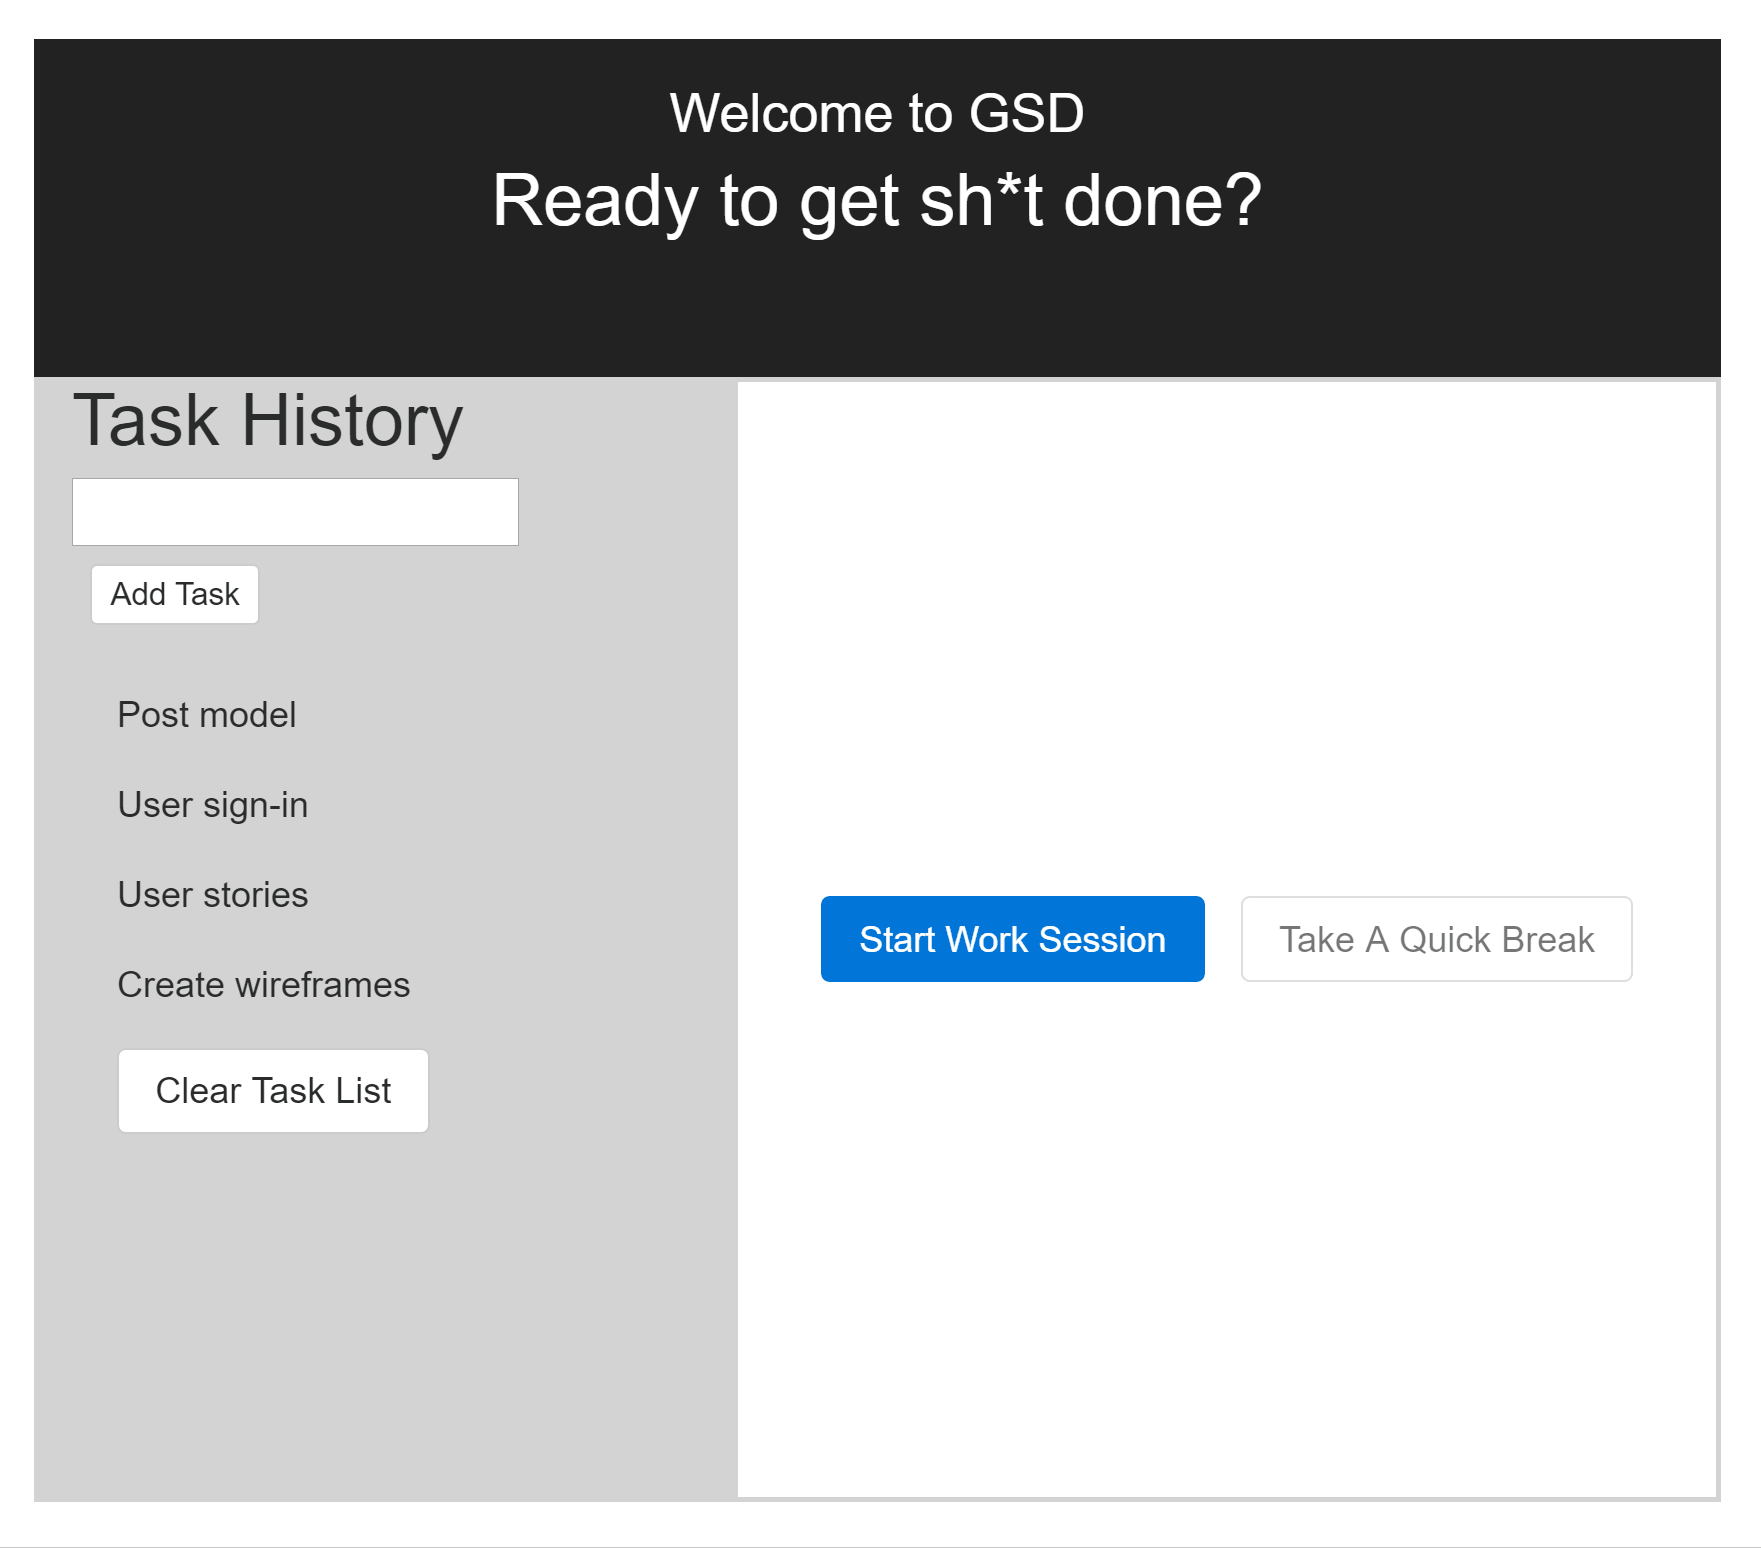 Welcome to GSD
Ready to get sh*t done?
Task History
Add Task
Post model
User sign-in
User stories
Create wireframes
Clear Task List
Start Work Session
Take A Quick Break